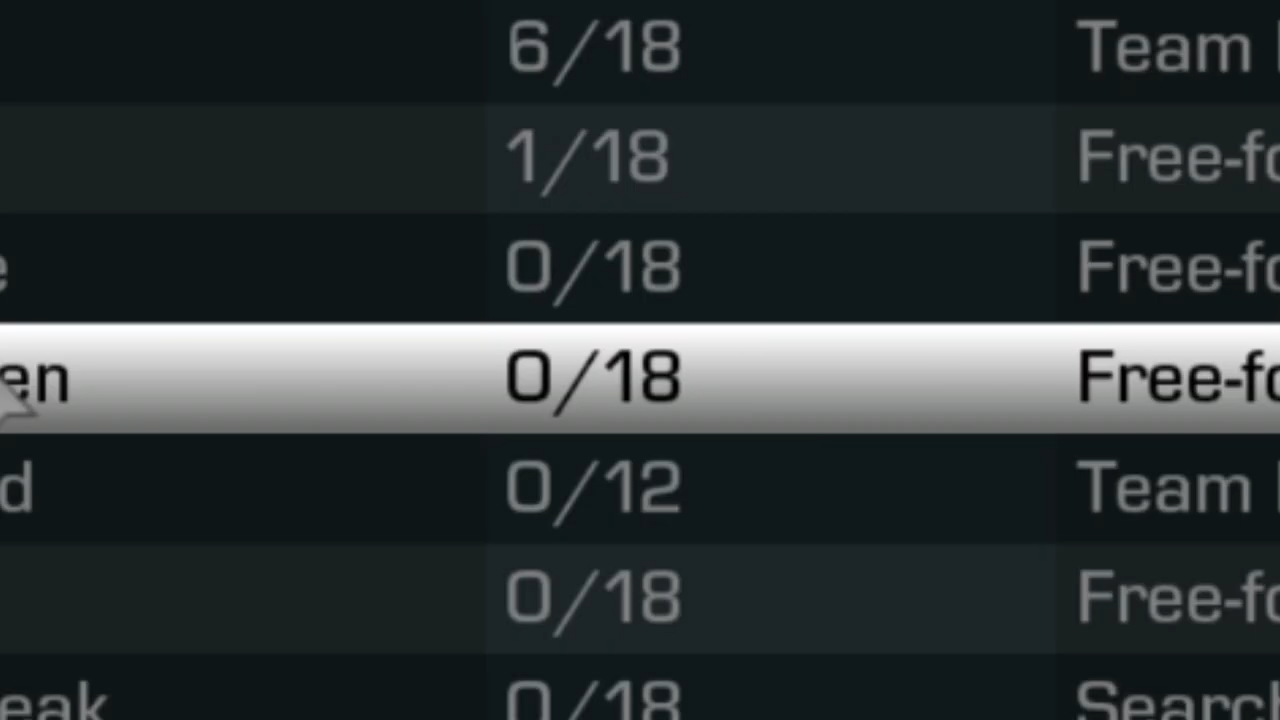 6/18 Team
1/18 Free-fo
0/18 Free-fo
en 0/18 Free-fo
d 0/12 Team
0/18 Free-fo
eak 0/18 Search